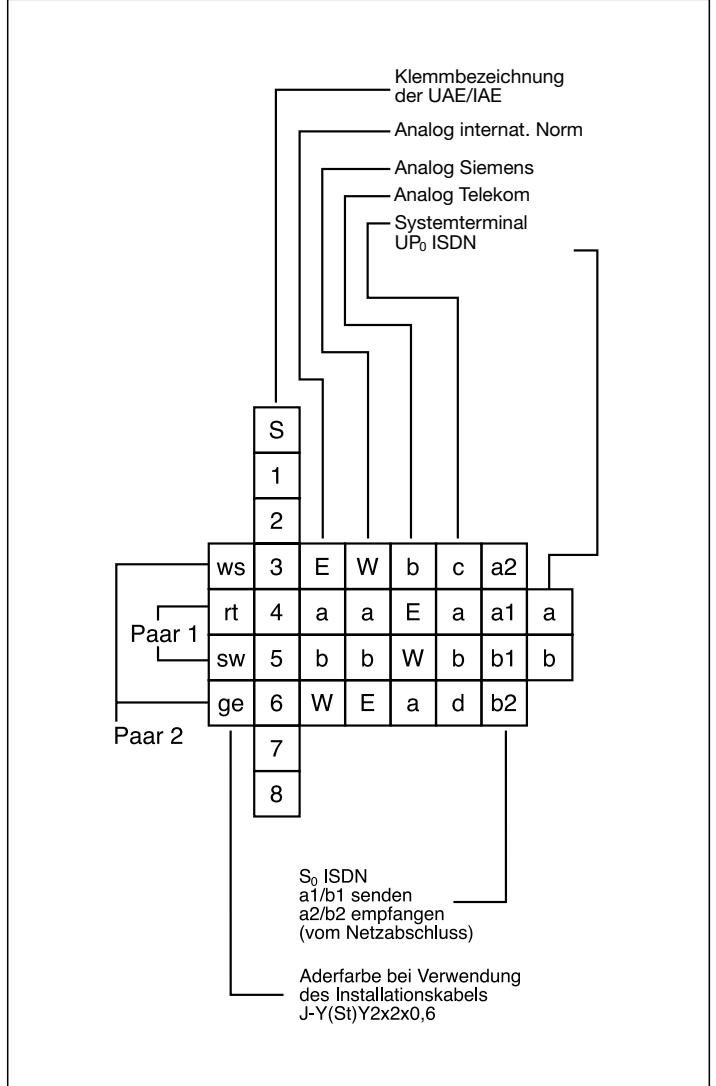 Klemmbezeichnung
der UAE/IAE
Analog internat. Norm
Analog Siemens
Analog Telekom
Systemterminal
UP₀ ISDN
S
1
2
ws 3 E W b c a2
rt 4 a a E a a1 a
Paar 1
sw 5 b b W b b1 b
ge 6 W E a d b2
Paar 2
7
8
S₀ ISDN
a1/b1 senden
a2/b2 empfangen
(vom Netzabschluss)
Aderfarbe bei Verwendung
des Installationskabels
J-Y(St)Y2x2x0,6